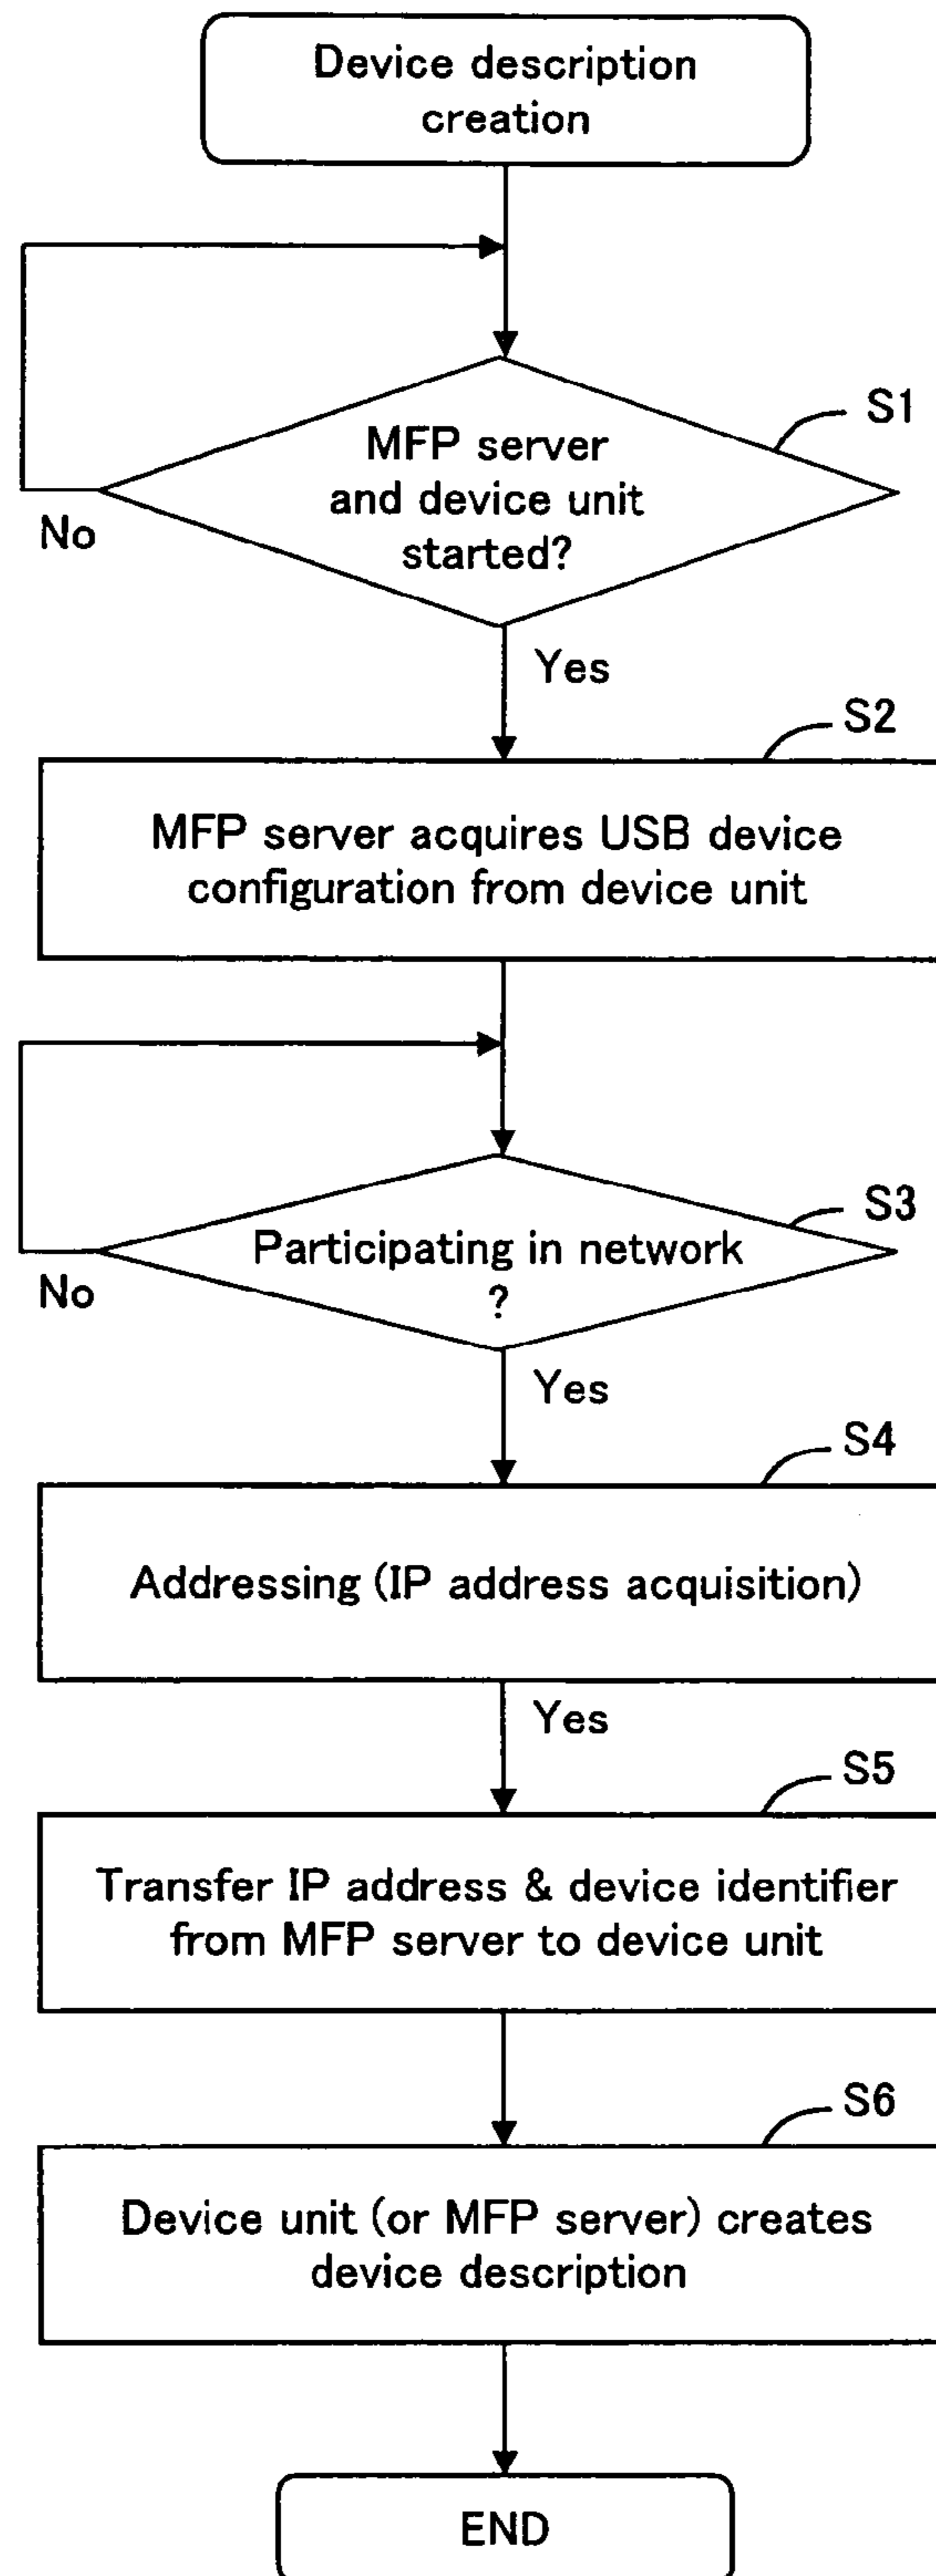 Device description
creation
S1
MFP server
and device unit
started?
No
Yes
S2
MFP server acquires USB device
configuration from device unit
S3
Participating in network
?
No
Yes
S4
Addressing (IP address acquisition)
Yes
S5
Transfer IP address & device identifier
from MFP server to device unit
S6
Device unit (or MFP server) creates
device description
END